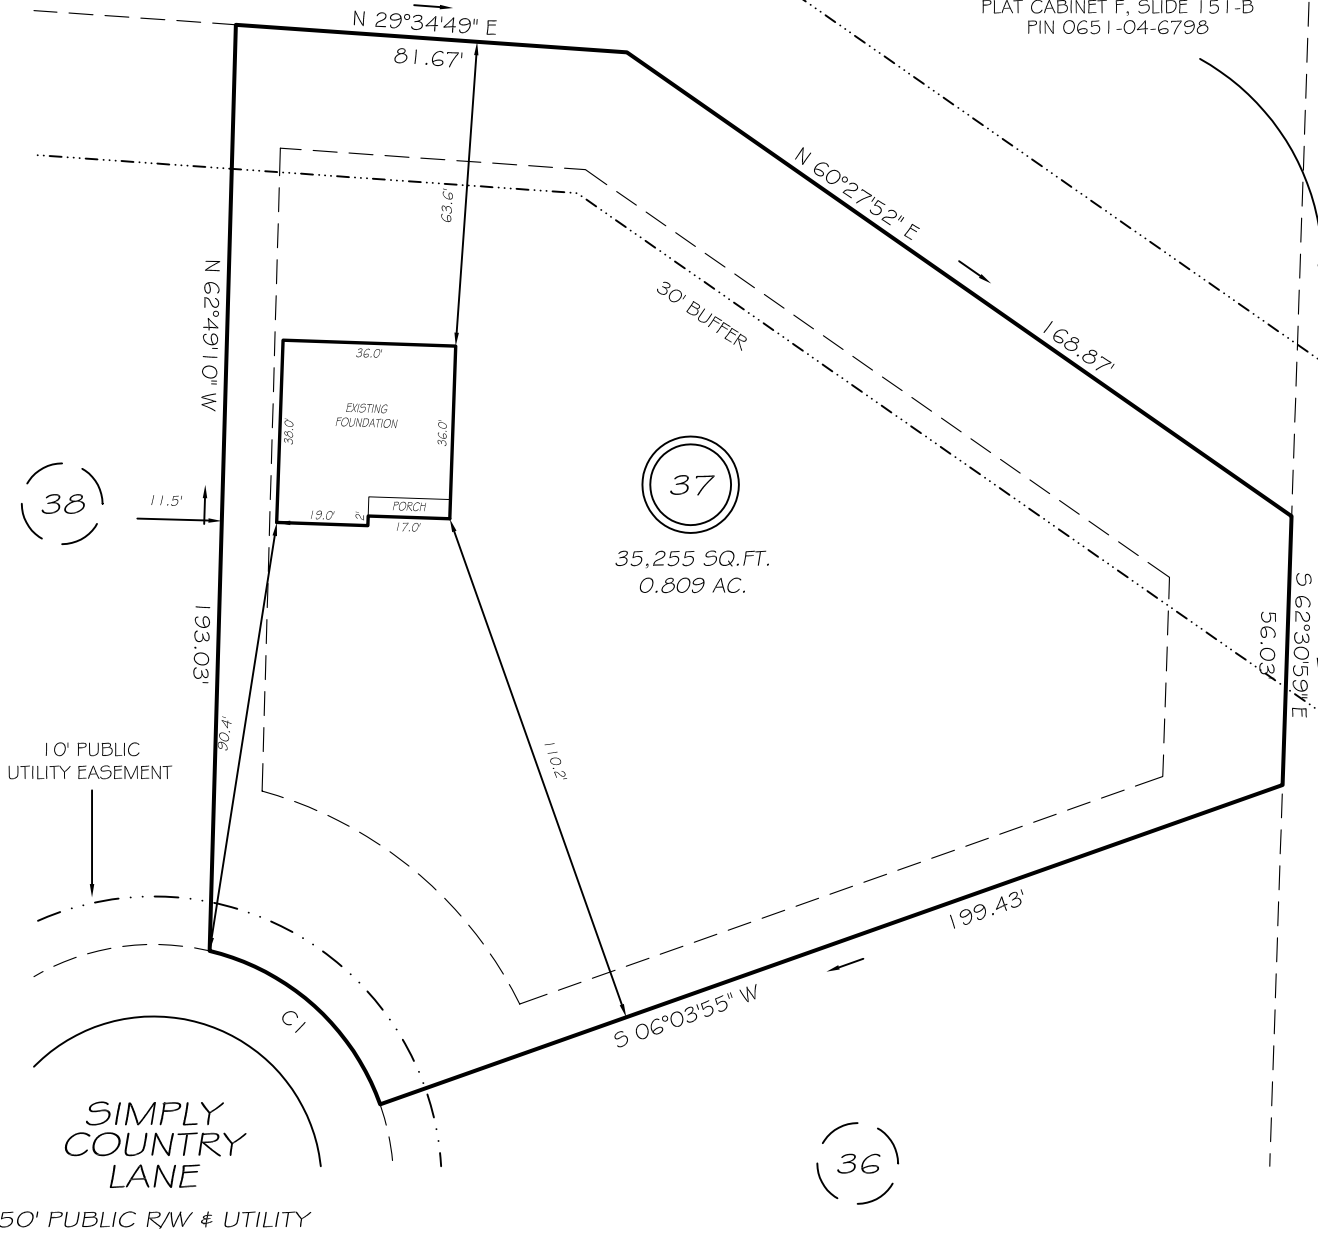 PLAT CABINET F, SLIDE 151-B
PIN 0651-04-6798
N 29°34'49" E
81.67'
N 60°27'52" E
168.87'
63.6'
30' BUFFER
N 62°49'10" W
193.03'
36.0'
EXISTING
FOUNDATION
38.0'
36.0'
PORCH
19.0'
2'
17.0'
38
11.5'
37
35,255 SQ.FT.
0.809 AC.
S 62°30'59" E
56.03'
90.4'
110.2'
10' PUBLIC
UTILITY EASEMENT
199.43'
S 06°03'55" W
C1
SIMPLY
COUNTRY
LANE
50' PUBLIC R/W & UTILITY
36